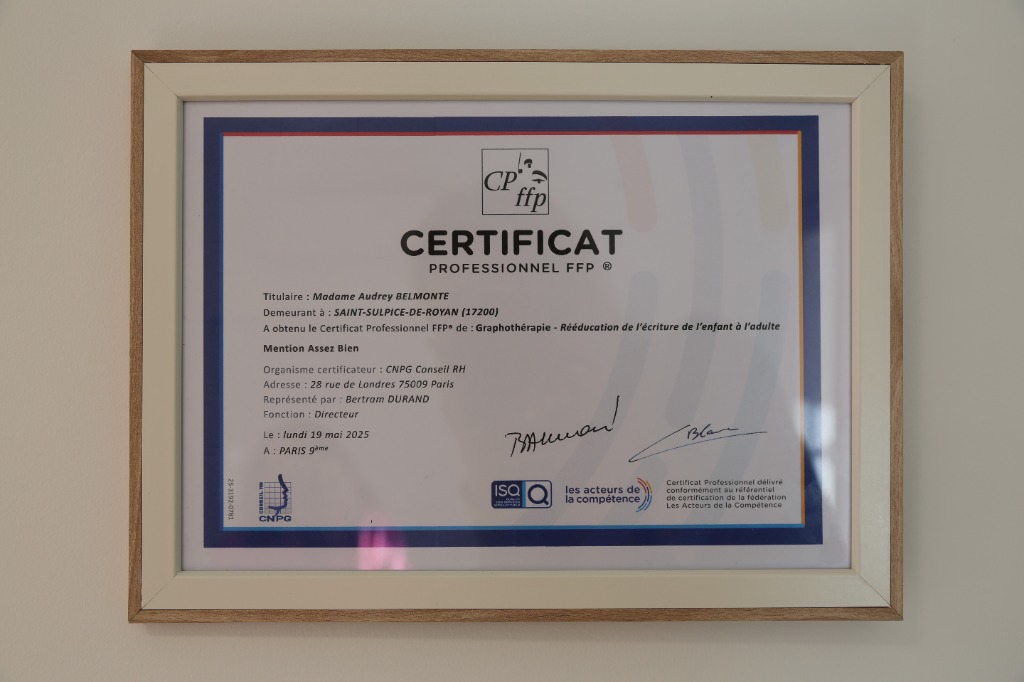 CP
ffp
CERTIFICAT
PROFESSIONNEL FFP ®
Titulaire : Madame Audrey BELMONTE
Demeurant à : SAINT-SULPICE-DE-ROYAN (17200)
A obtenu le Certificat Professionnel FFP® de : Graphothérapie - Rééducation de l'écriture de l'enfant à l'adulte
Mention Assez Bien
Organisme certificateur : CNPG Conseil RH
Adresse : 28 rue de Londres 75009 Paris
Représenté par : Bertram DURAND
Fonction : Directeur
Le : lundi 19 mai 2025
A : PARIS 9ème
CONSEIL RH
CNPG
ISQ
les acteurs de
la compétence
Certificat Professionnel délivré
conformément au référentiel
de certification de la fédération
Les Acteurs de la Compétence